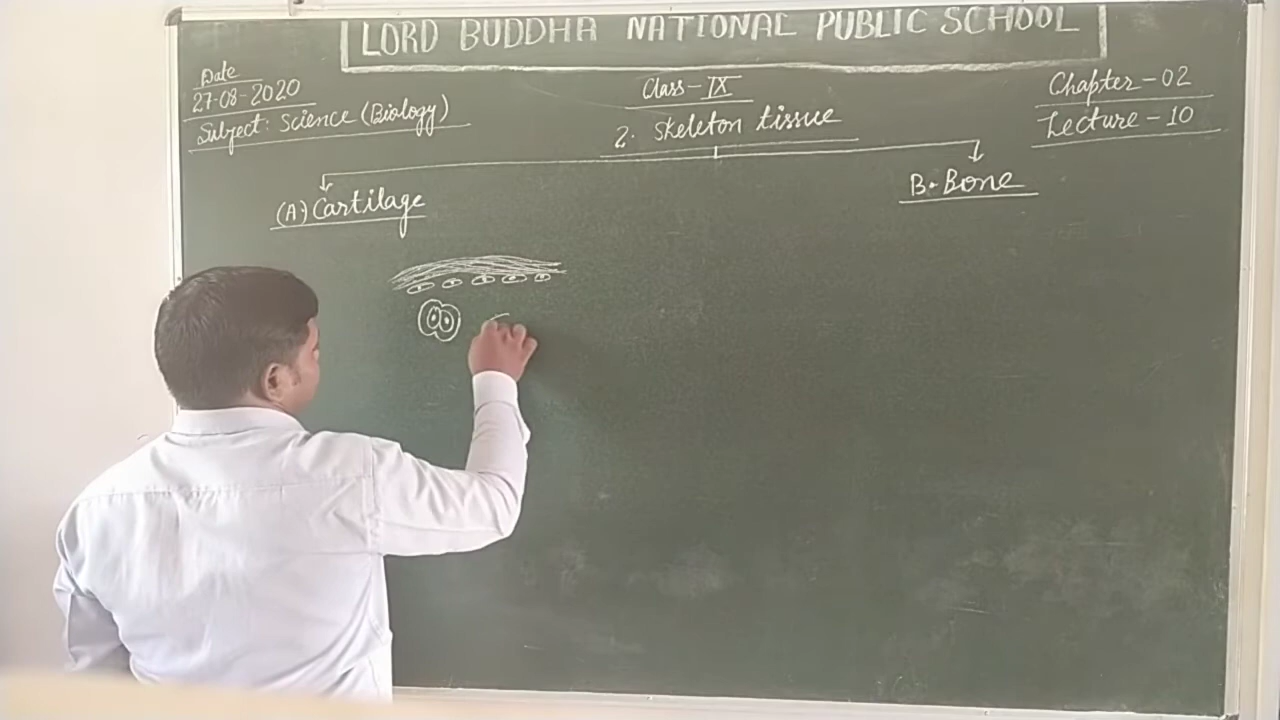 LORD BUDDHA NATIONAL PUBLIC SCHOOL
Date
27-08-2020
Subject: Science (Biology)
Class-IX
2. Skeleton tissue
Chapter-02
Lecture-10
(A) Cartilage
B. Bone